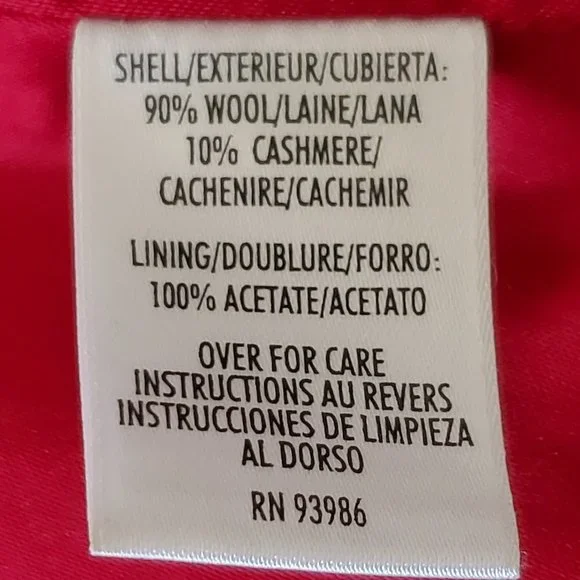 SHELL/EXTERIEUR/CUBIERTA:
90% WOOL/LAINE/LANA
10% CASHMERE/
CACHENIRE/CACHEMIR
LINING/DOUBLURE/FORRO:
100% ACETATE/ACETATO
OVER FOR CARE
INSTRUCTIONS AU REVERS
INSTRUCCIONES DE LIMPIEZA
AL DORSO
RN 93986